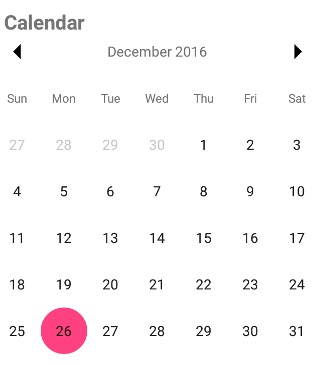 Calendar
December 2016
Sun Mon Tue Wed Thu Fri Sat
27 28 29 30 1 2 3
4 5 6 7 8 9 10
11 12 13 14 15 16 17
18 19 20 21 22 23 24
25 26 27 28 29 30 31